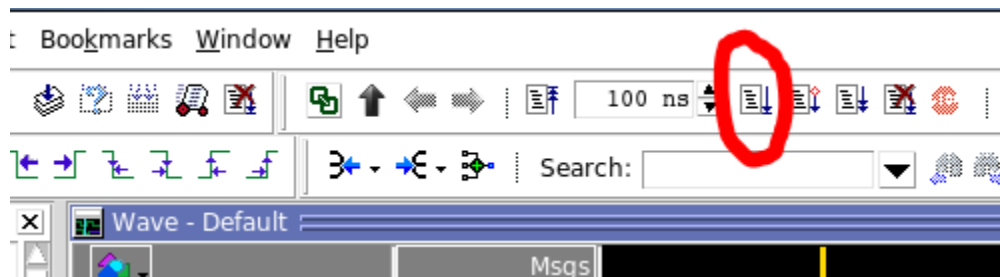 t Bookmarks Window Help
100 ns
Search:
Wave - Default
Msgs